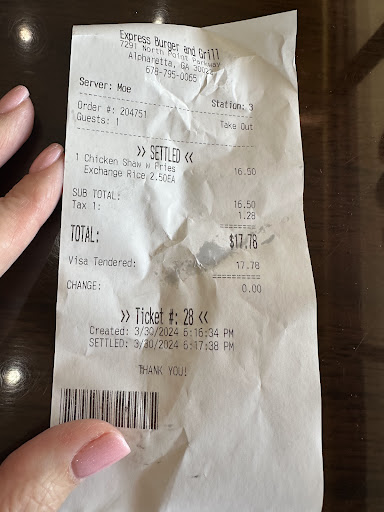 Express Burger and Grill
7291 North Point Parkway
Alpharetta, GA 30022
678-795-0065
Server: Moe
Station: 3
Order #: 204751
Guests: 1
Take Out
>> SETTLED <<
1 Chicken Shaw w Fries 16.50
Exchange Rice 2.50EA
SUB TOTAL: 16.50
Tax 1: 1.28
=======
TOTAL: $17.78
Visa Tendered: 17.78
=======
CHANGE: 0.00
>> Ticket #: 28 <<
Created: 3/30/2024 6:16:34 PM
SETTLED: 3/30/2024 6:17:38 PM
THANK YOU!